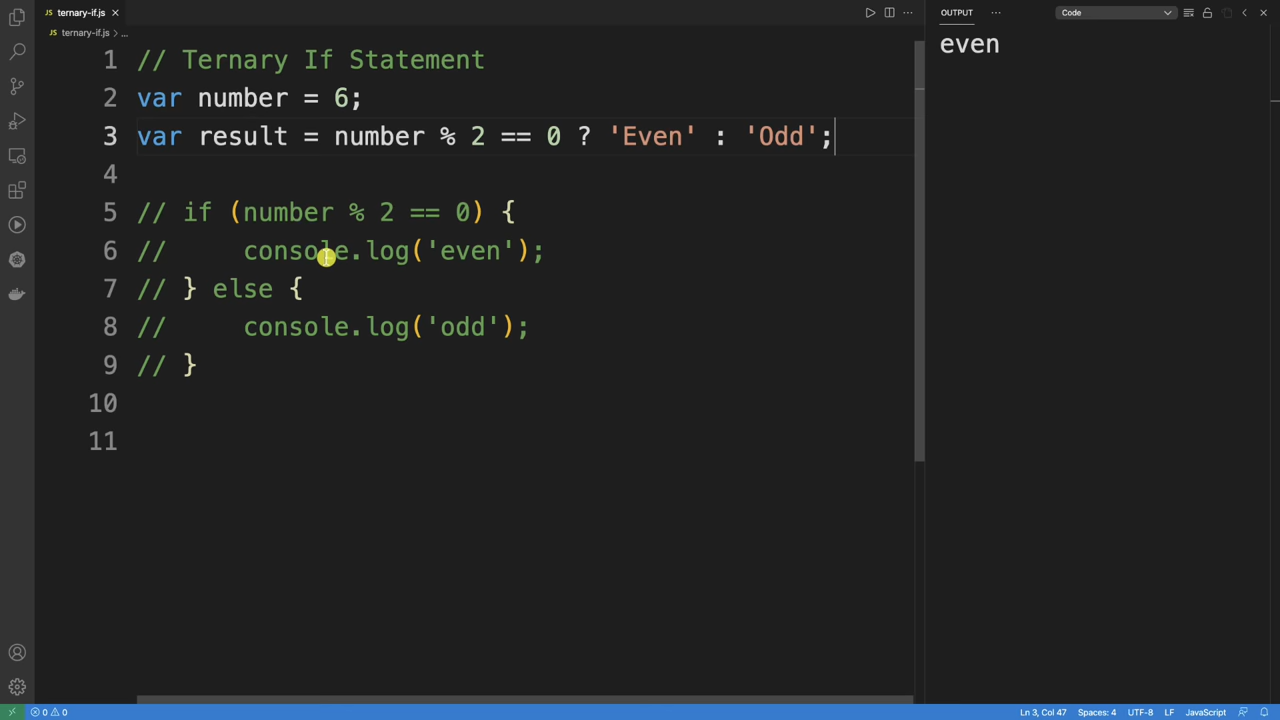 JS ternary-if.js
JS ternary-if.js > ...
1 // Ternary If Statement
2 var number = 6;
3 var result = number % 2 == 0 ? 'Even' : 'Odd';
4
5 // if (number % 2 == 0) {
6 //     console.log('even');
7 // } else {
8 //     console.log('odd');
9 // }
10
11
OUTPUT
Code
even
0 0
Ln 3, Col 47
Spaces: 4
UTF-8
LF
JavaScript